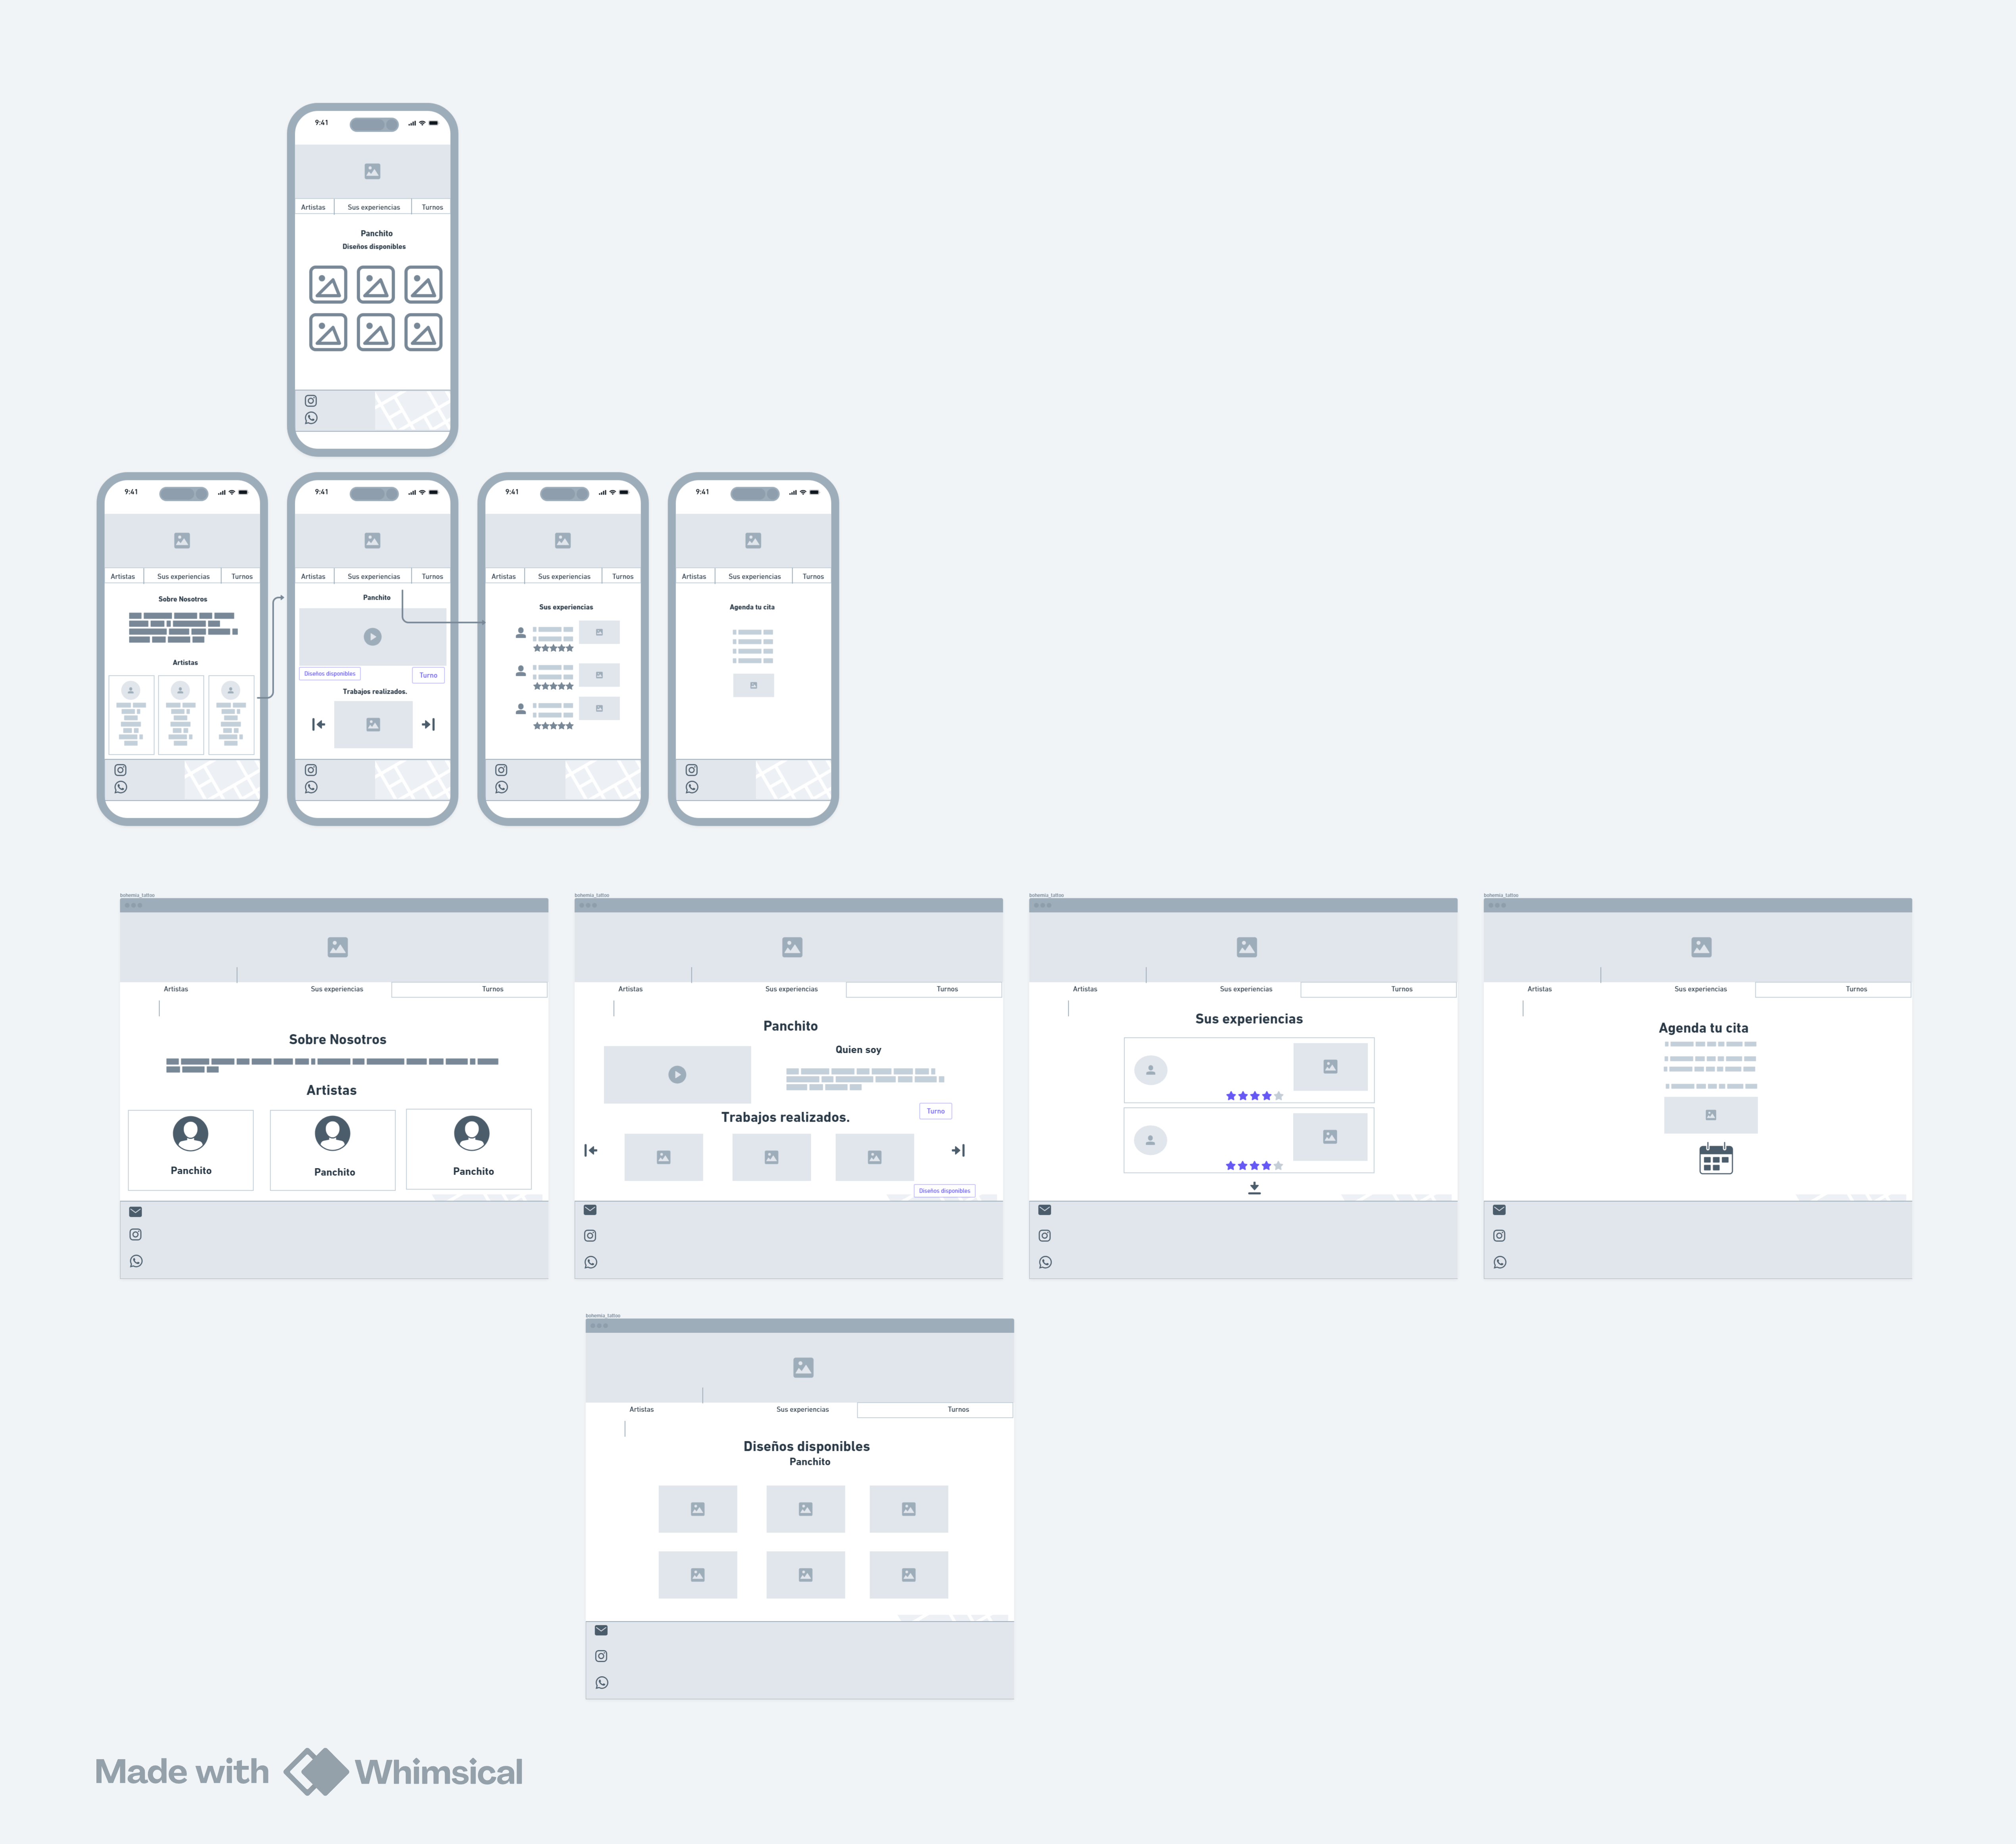 9:41
Artistas Sus experiencias Turnos
Panchito
Diseños disponibles
9:41
Artistas Sus experiencias Turnos
Sobre Nosotros
Artistas
9:41
Artistas Sus experiencias Turnos
Panchito
Diseños disponibles Turno
Trabajos realizados.
9:41
Artistas Sus experiencias Turnos
Sus experiencias
9:41
Artistas Sus experiencias Turnos
Agenda tu cita
bohemia_tattoo
Artistas Sus experiencias Turnos
Sobre Nosotros
Artistas
Panchito Panchito Panchito
bohemia_tattoo
Artistas Sus experiencias Turnos
Panchito
Quien soy
Turno
Trabajos realizados.
Diseños disponibles
bohemia_tattoo
Artistas Sus experiencias Turnos
Sus experiencias
bohemia_tattoo
Artistas Sus experiencias Turnos
Agenda tu cita
bohemia_tattoo
Artistas Sus experiencias Turnos
Diseños disponibles
Panchito
Made with Whimsical